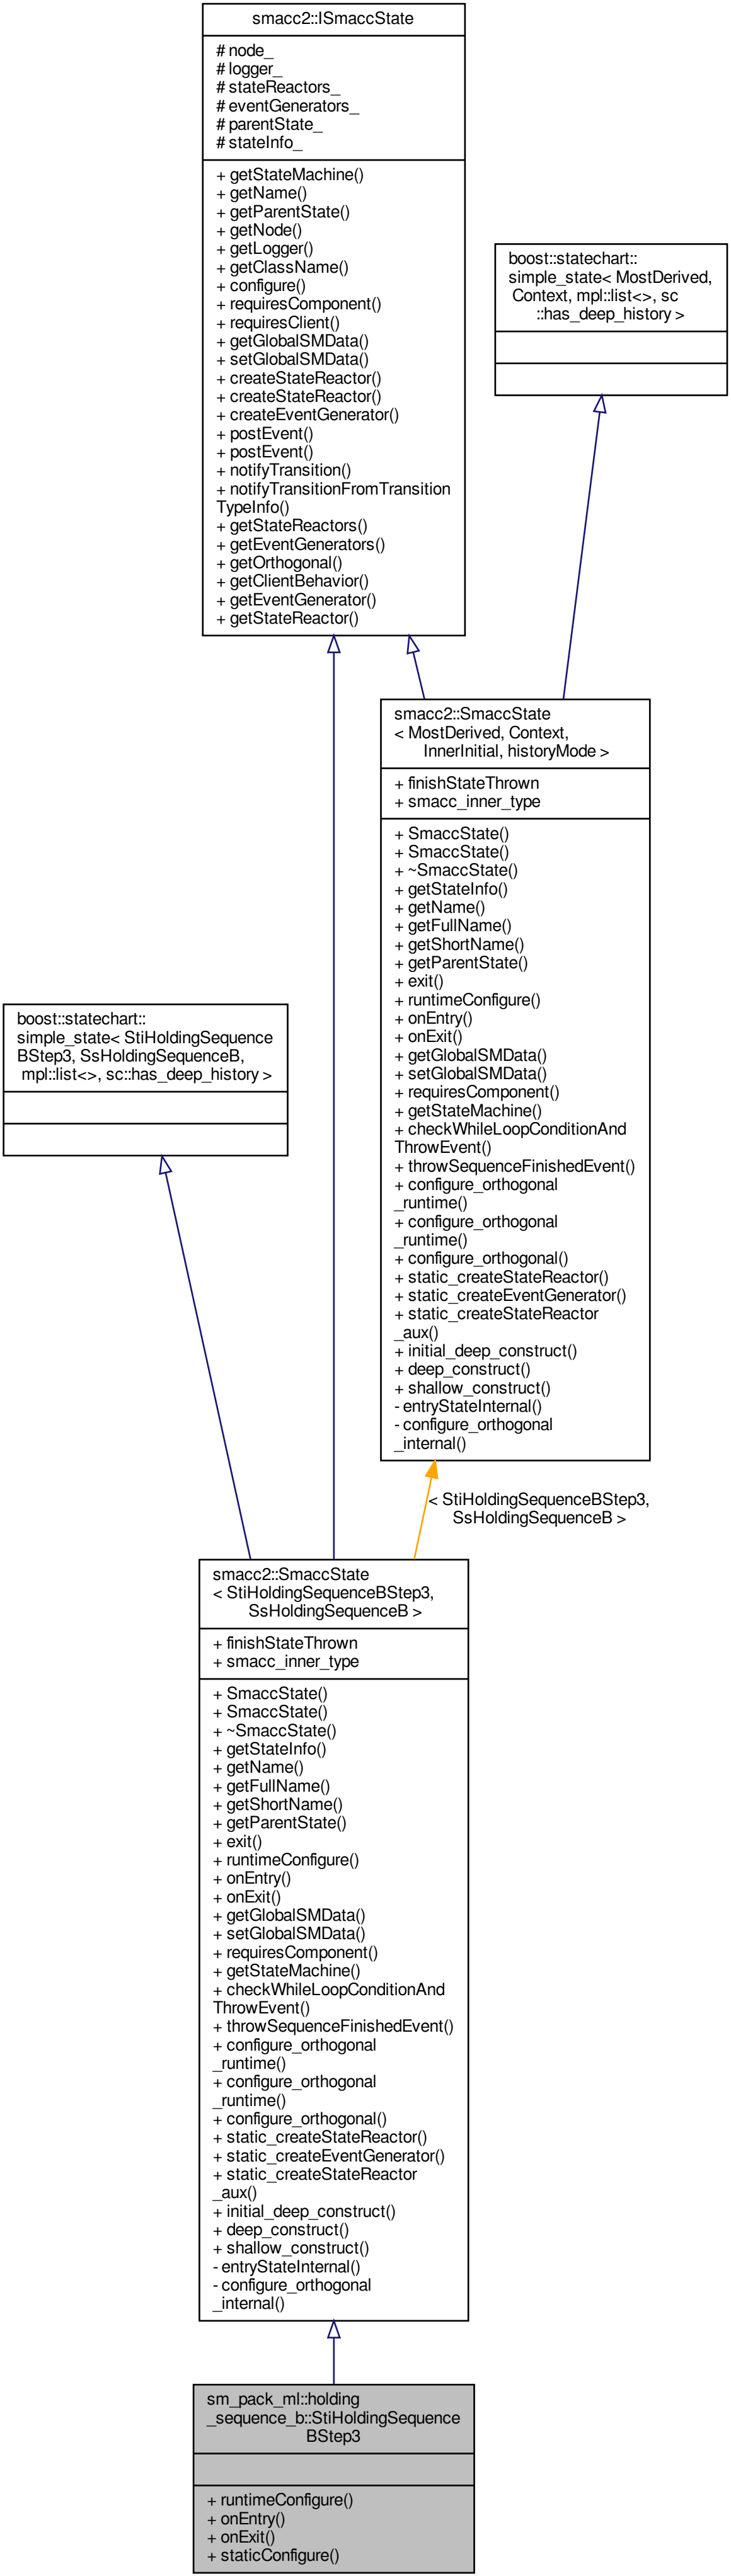 smacc2::ISmaccState
# node_
# logger_
# stateReactors_
# eventGenerators_
# parentState_
# stateInfo_
+ getStateMachine()
+ getName()
+ getParentState()
+ getNode()
+ getLogger()
+ getClassName()
+ configure()
+ requiresComponent()
+ requiresClient()
+ getGlobalSMData()
+ setGlobalSMData()
+ createStateReactor()
+ createStateReactor()
+ createEventGenerator()
+ postEvent()
+ postEvent()
+ notifyTransition()
+ notifyTransitionFromTransition
TypeInfo()
+ getStateReactors()
+ getEventGenerators()
+ getOrthogonal()
+ getClientBehavior()
+ getEventGenerator()
+ getStateReactor()
boost::statechart::
simple_state< MostDerived,
Context, mpl::list<>, sc
::has_deep_history >
smacc2::SmaccState
< MostDerived, Context,
InnerInitial, historyMode >
+ finishStateThrown
+ smacc_inner_type
+ SmaccState()
+ SmaccState()
+ ~SmaccState()
+ getStateInfo()
+ getName()
+ getFullName()
+ getShortName()
+ getParentState()
+ exit()
+ runtimeConfigure()
+ onEntry()
+ onExit()
+ getGlobalSMData()
+ setGlobalSMData()
+ requiresComponent()
+ getStateMachine()
+ checkWhileLoopConditionAnd
ThrowEvent()
+ throwSequenceFinishedEvent()
+ configure_orthogonal
_runtime()
+ configure_orthogonal
_runtime()
+ configure_orthogonal()
+ static_createStateReactor()
+ static_createEventGenerator()
+ static_createStateReactor
_aux()
+ initial_deep_construct()
+ deep_construct()
+ shallow_construct()
- entryStateInternal()
- configure_orthogonal
_internal()
boost::statechart::
simple_state< StiHoldingSequence
BStep3, SsHoldingSequenceB,
mpl::list<>, sc::has_deep_history >
< StiHoldingSequenceBStep3,
SsHoldingSequenceB >
smacc2::SmaccState
< StiHoldingSequenceBStep3,
SsHoldingSequenceB >
+ finishStateThrown
+ smacc_inner_type
+ SmaccState()
+ SmaccState()
+ ~SmaccState()
+ getStateInfo()
+ getName()
+ getFullName()
+ getShortName()
+ getParentState()
+ exit()
+ runtimeConfigure()
+ onEntry()
+ onExit()
+ getGlobalSMData()
+ setGlobalSMData()
+ requiresComponent()
+ getStateMachine()
+ checkWhileLoopConditionAnd
ThrowEvent()
+ throwSequenceFinishedEvent()
+ configure_orthogonal
_runtime()
+ configure_orthogonal
_runtime()
+ configure_orthogonal()
+ static_createStateReactor()
+ static_createEventGenerator()
+ static_createStateReactor
_aux()
+ initial_deep_construct()
+ deep_construct()
+ shallow_construct()
- entryStateInternal()
- configure_orthogonal
_internal()
sm_pack_ml::holding
_sequence_b::StiHoldingSequence
BStep3
+ runtimeConfigure()
+ onEntry()
+ onExit()
+ staticConfigure()